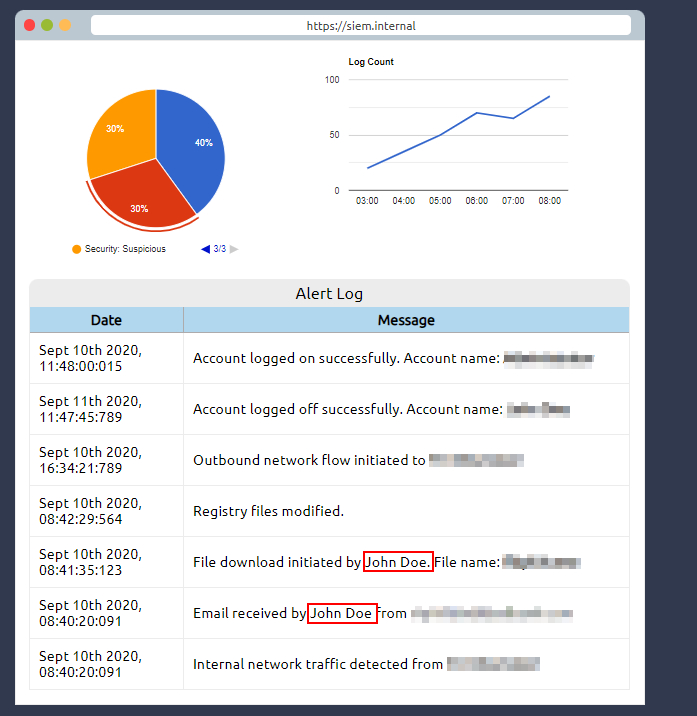 https://siem.internal
Log Count
100
50
0
03:00 04:00 05:00 06:00 07:00 08:00
30%
40%
30%
Security: Suspicious
3/3
Alert Log
Date Message
Sept 10th 2020,
11:48:00:015
Account logged on successfully. Account name:
Sept 11th 2020,
11:47:45:789
Account logged off successfully. Account name:
Sept 10th 2020,
16:34:21:789
Outbound network flow initiated to
Sept 10th 2020,
08:42:29:564
Registry files modified.
Sept 10th 2020,
08:41:35:123
File download initiated by John Doe. File name:
Sept 10th 2020,
08:40:20:091
Email received by John Doe from
Sept 10th 2020,
08:40:20:091
Internal network traffic detected from